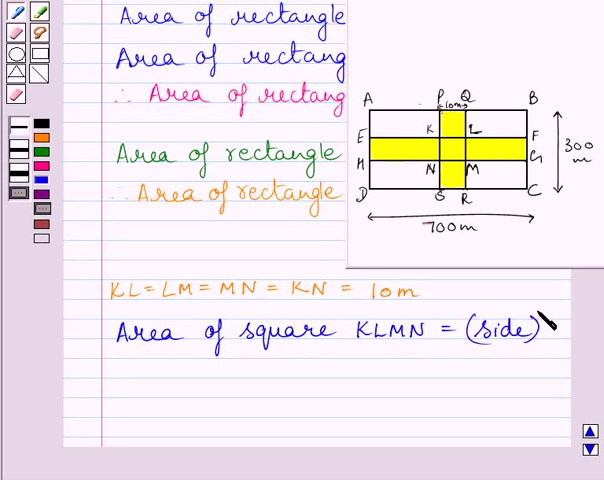 Area of rectangle
Area of rectang
∴ Area of rectang
Area of rectangle
∴ Area of rectangle
A P Q B
10m
E K L F
H N M G
D S R C
300 m
700m
KL = LM = MN = KN = 10m
Area of square KLMN = (side)